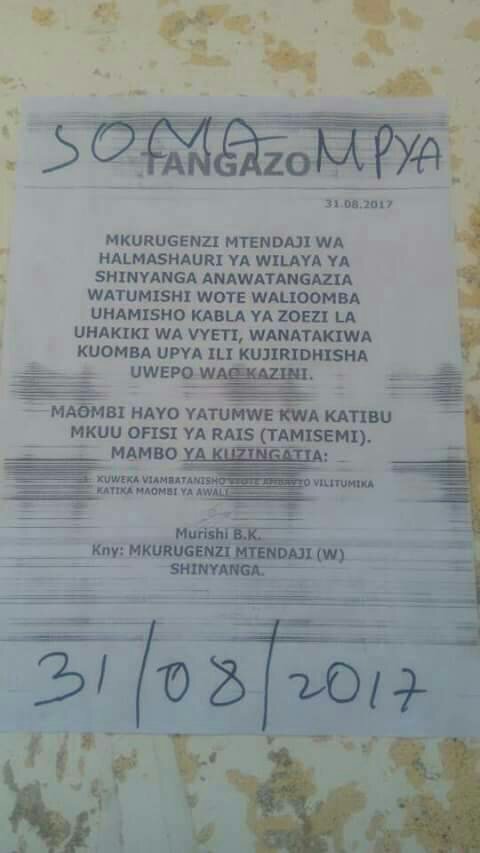 SOMA MPYA
TANGAZO
31.08.2017
MKURUGENZI MTENDAJI WA
HALMASHAURI YA WILAYA YA
SHINYANGA ANAWATANGAZIA
WATUMISHI WOTE WALIOOMBA
UHAMISHO KABLA YA ZOEZI LA
UHAKIKI WA VYETI, WANATAKIWA
KUOMBA UPYA ILI KUJIRIDHISHA
UWEPO WAO KAZINI.
MAOMBI HAYO YATUMWE KWA KATIBU
MKUU OFISI YA RAIS (TAMISEMI).
MAMBO YA KUZINGATIA:
KUWEKA VIAMBATANISHO VYOTE AMBAVYO VILITUMIKA
KATIKA MAOMBI YA AWALI
Murishi B.K.
Kny: MKURUGENZI MTENDAJI (W)
SHINYANGA.
31/08/2017